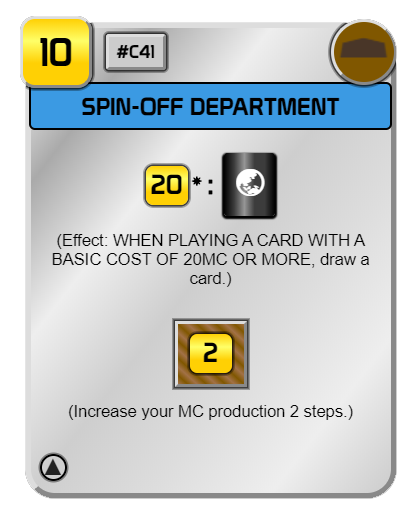 10
#C41
SPIN-OFF DEPARTMENT
20*:
(Effect: WHEN PLAYING A CARD WITH A
BASIC COST OF 20MC OR MORE, draw a
card.)
2
(Increase your MC production 2 steps.)